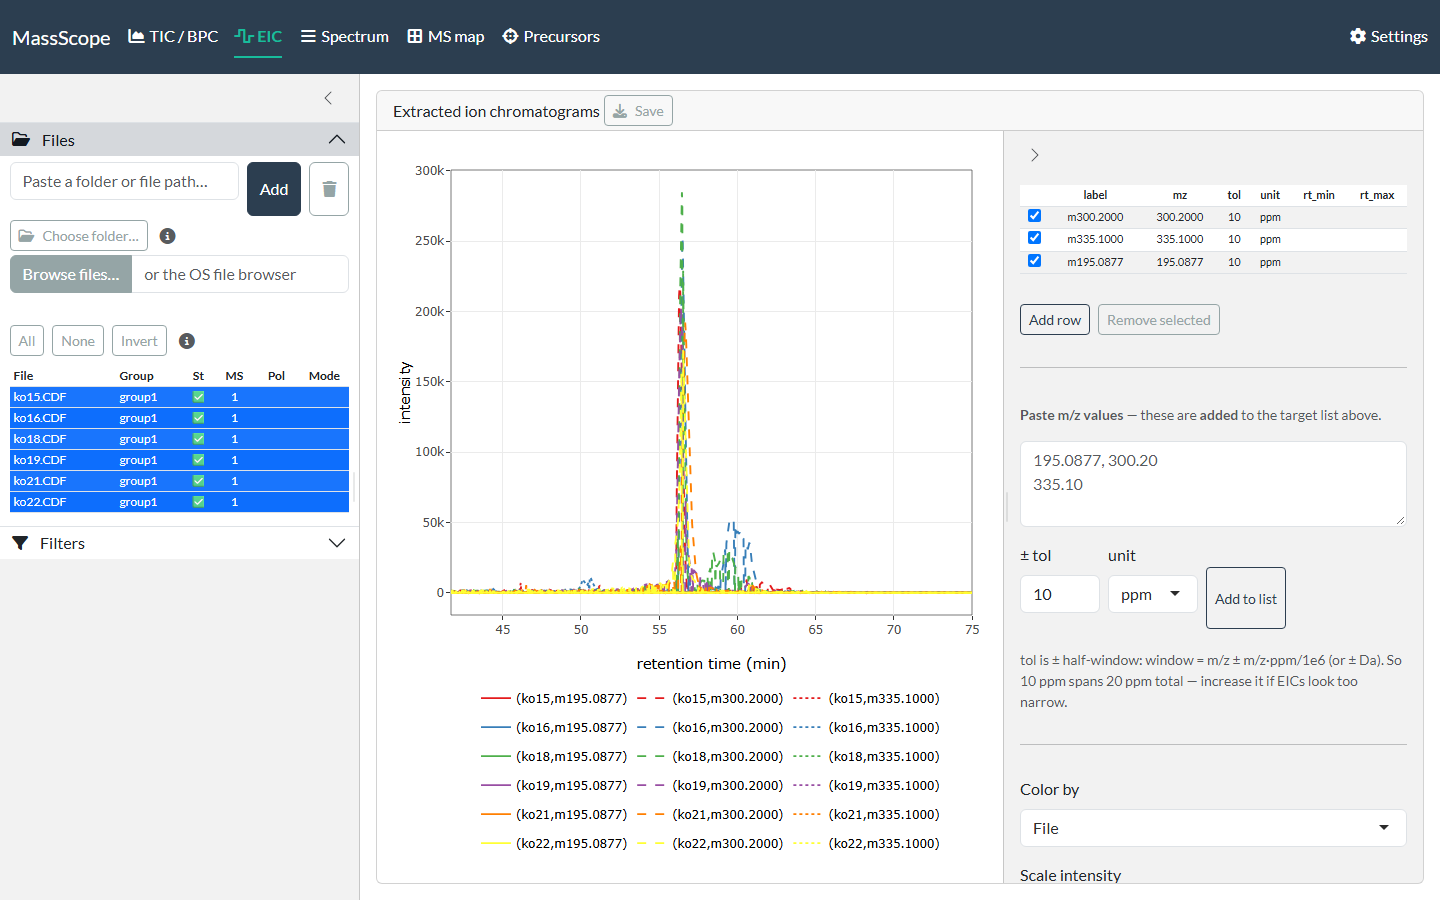 MassScope TIC / BPC EIC Spectrum MS map Precursors Settings
Files
Paste a folder or file path...
Add
Choose folder...
Browse files... or the OS file browser
All None Invert
File Group St MS Pol Mode
ko15.CDF group1 1
ko16.CDF group1 1
ko18.CDF group1 1
ko19.CDF group1 1
ko21.CDF group1 1
ko22.CDF group1 1
Filters
Extracted ion chromatograms Save
300k
250k
200k
150k
100k
50k
0
intensity
45 50 55 60 65 70 75
retention time (min)
(ko15,m195.0877) (ko15,m300.2000) (ko15,m335.1000)
(ko16,m195.0877) (ko16,m300.2000) (ko16,m335.1000)
(ko18,m195.0877) (ko18,m300.2000) (ko18,m335.1000)
(ko19,m195.0877) (ko19,m300.2000) (ko19,m335.1000)
(ko21,m195.0877) (ko21,m300.2000) (ko21,m335.1000)
(ko22,m195.0877) (ko22,m300.2000) (ko22,m335.1000)
label mz tol unit rt_min rt_max
m300.2000 300.2000 10 ppm
m335.1000 335.1000 10 ppm
m195.0877 195.0877 10 ppm
Add row Remove selected
Paste m/z values — these are added to the target list above.
195.0877, 300.20
335.10
± tol unit
10 ppm Add to list
tol is ± half-window: window = m/z ± m/z·ppm/1e6 (or ± Da). So
10 ppm spans 20 ppm total — increase it if EICs look too
narrow.
Color by
File
Scale intensity